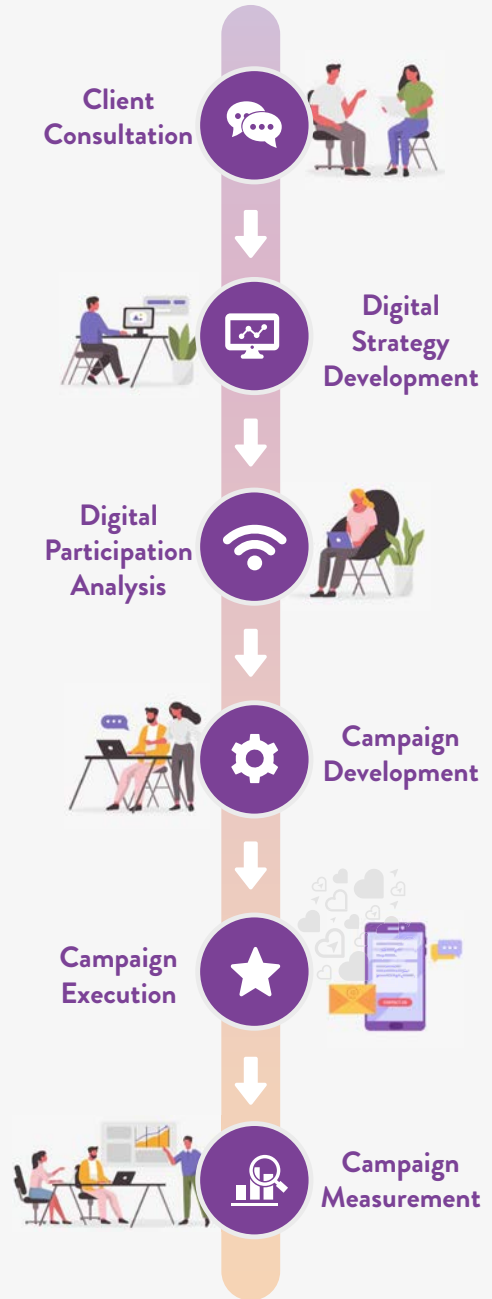 Client
Consultation
Digital
Strategy
Development
Digital
Participation
Analysis
Campaign
Development
Campaign
Execution
Campaign
Measurement